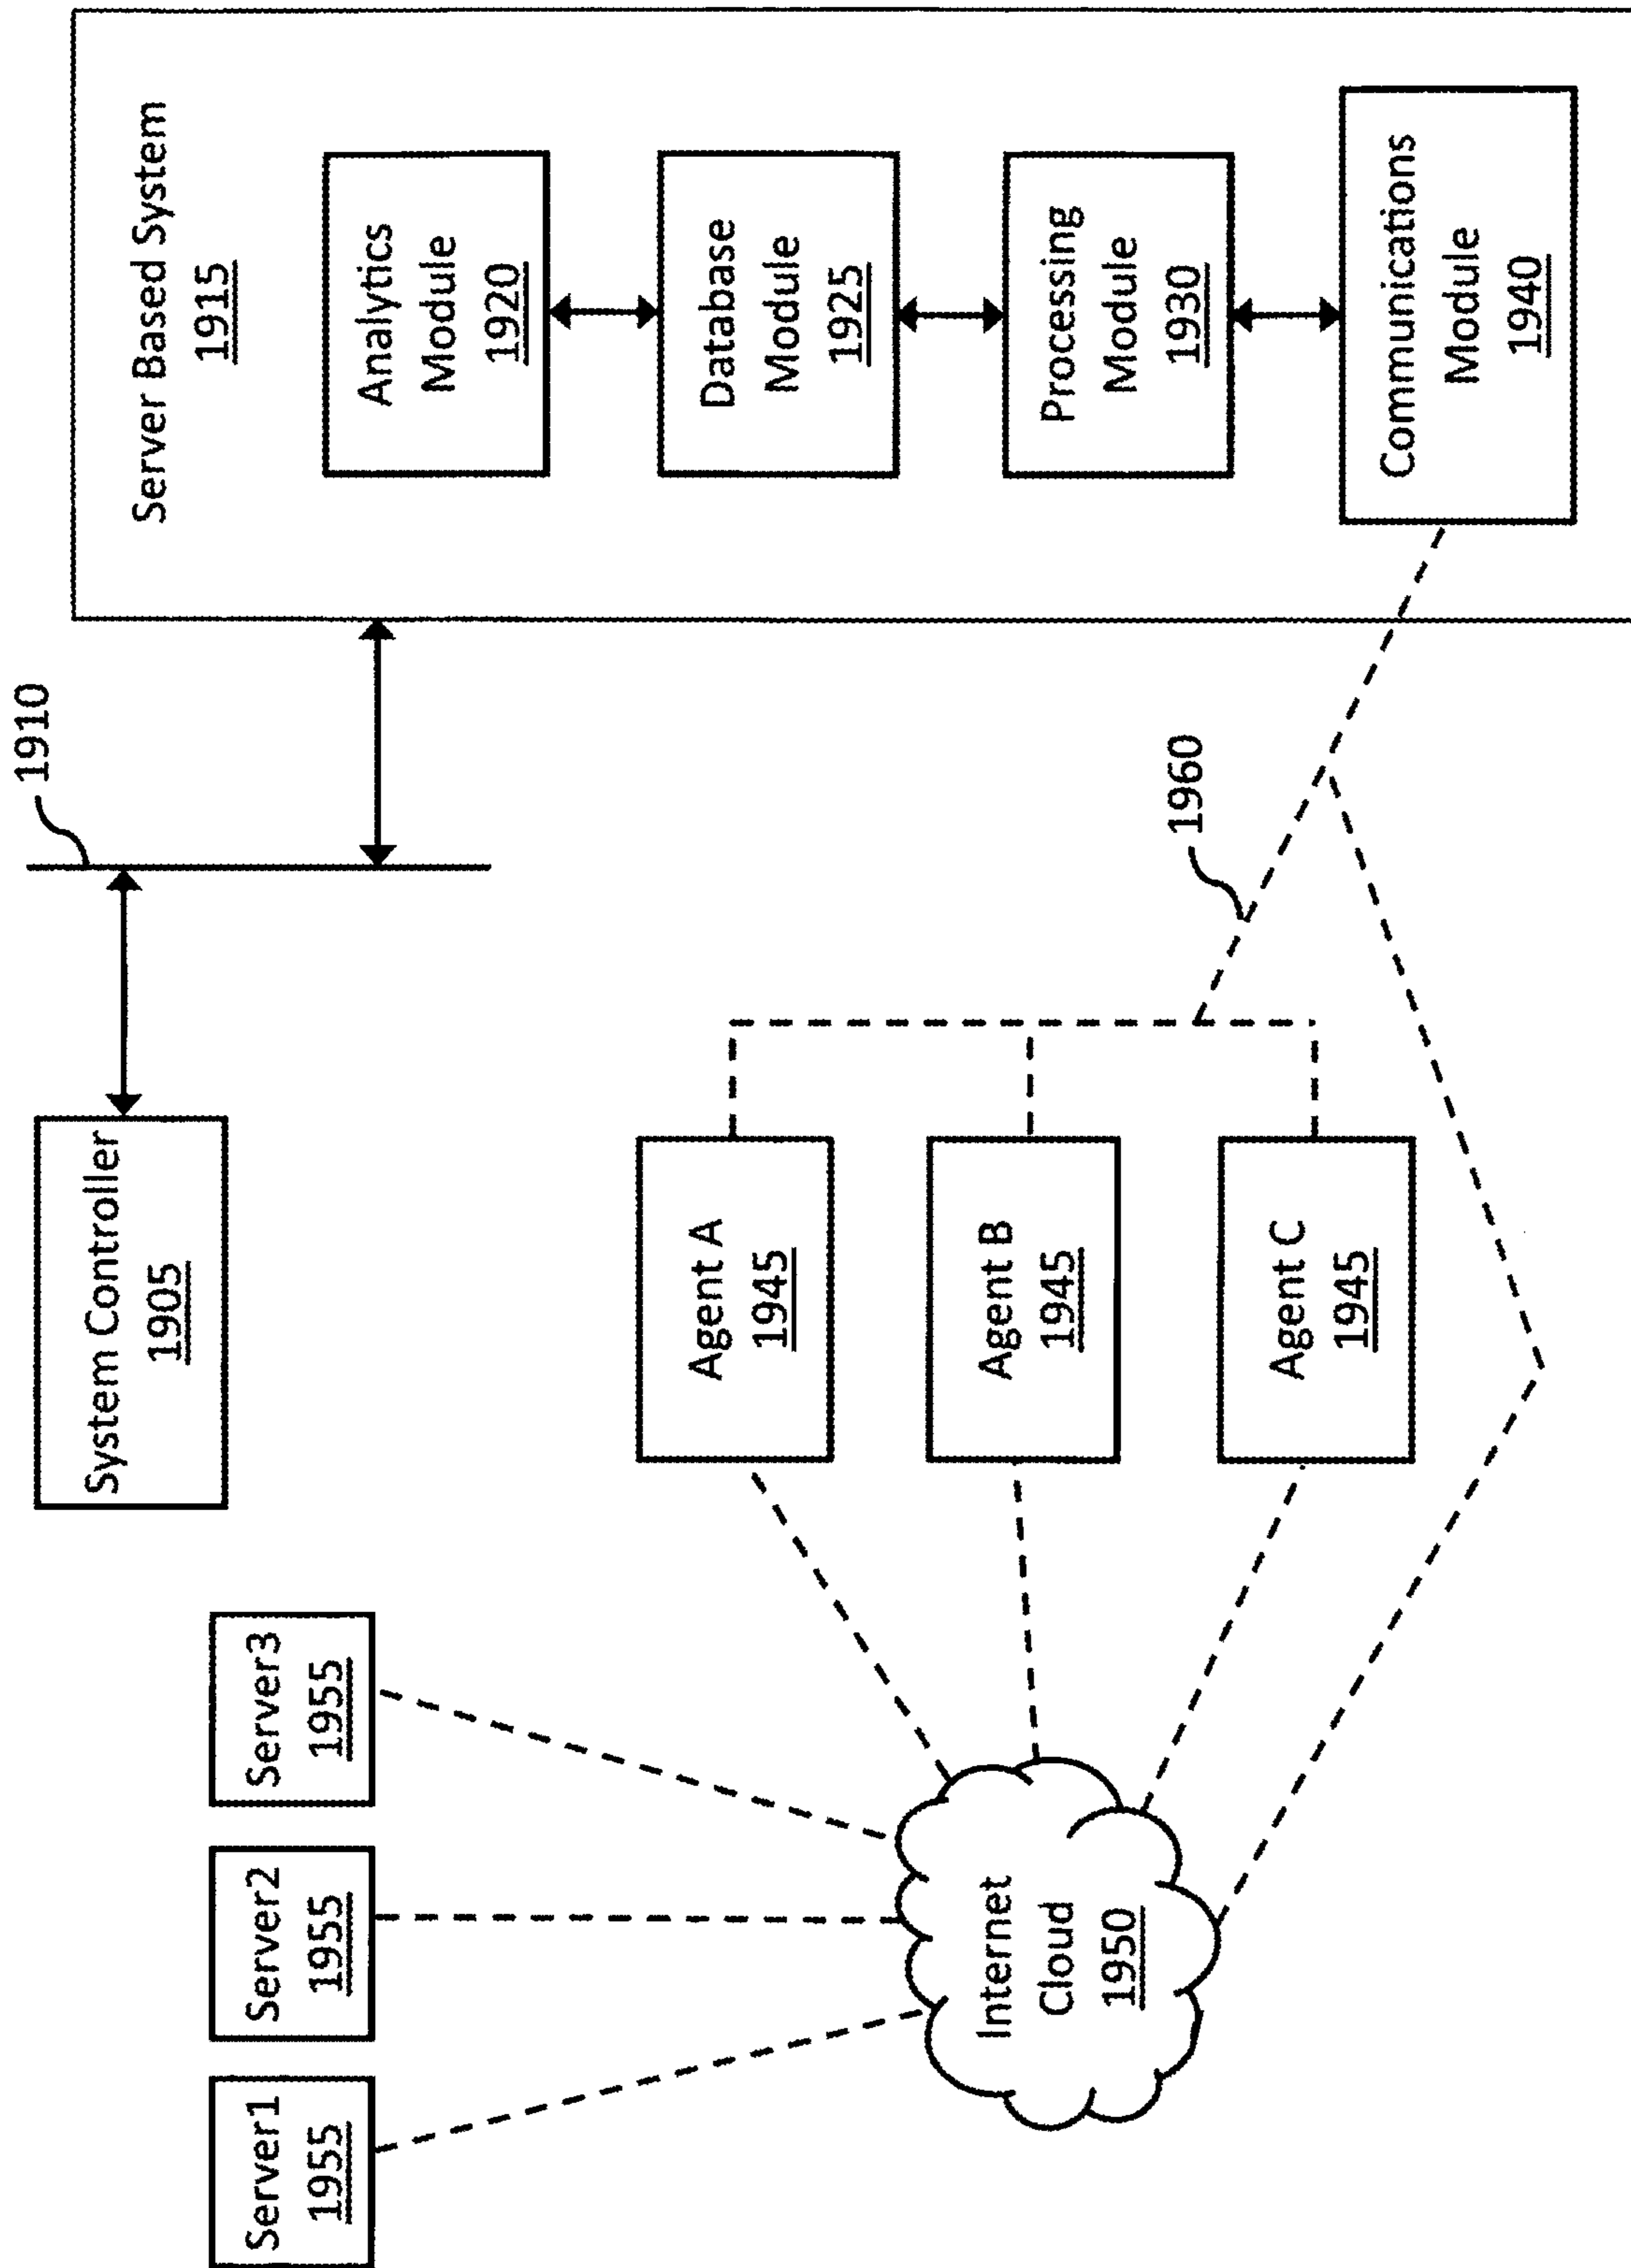 Server1
1955
Server2
1955
Server3
1955
System Controller
1905
1910
Server Based System
1915
Analytics
Module
1920
Database
Module
1925
Processing
Module
1930
Communications
Module
1940
1960
Agent A
1945
Agent B
1945
Agent C
1945
Internet
Cloud
1950